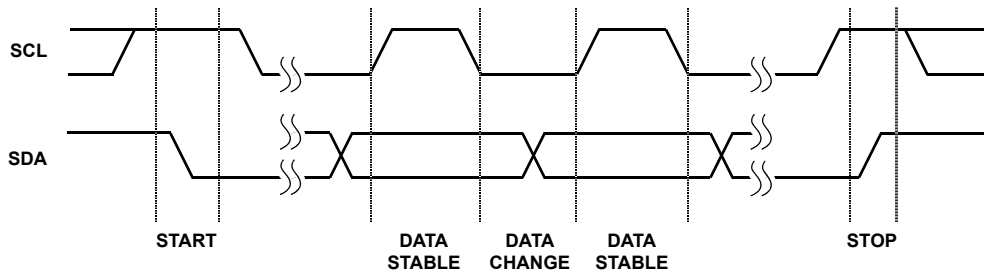 SCL
SDA
START
DATA
STABLE
DATA
CHANGE
DATA
STABLE
STOP